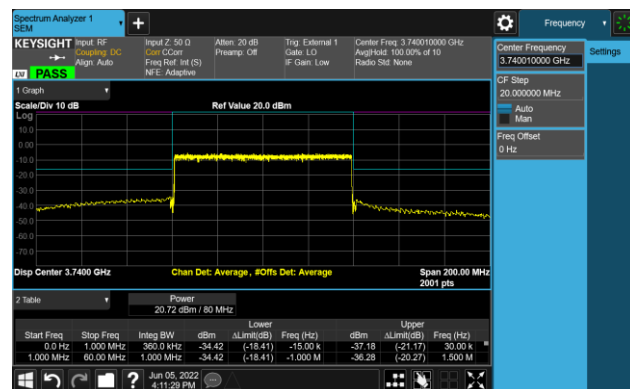 Spectrum Analyzer 1
SEM
Frequency
KEYSIGHT
Input: RF
Coupling: DC
Align: Auto
Input Z: 50 Ω
Corr CCorr
Freq Ref: Int (S)
NFE: Adaptive
Atten: 20 dB
Preamp: Off
Trig: External 1
Gate: LO
IF Gain: Low
Center Freq: 3.740010000 GHz
Avg|Hold: 100.00% of 10
Radio Std: None
PASS
Center Frequency
3.740010000 GHz
Settings
CF Step
20.000000 MHz
Auto
Man
Freq Offset
0 Hz
1 Graph
Scale/Div 10 dB
Ref Value 20.0 dBm
Log
10.0
0.00
-10.0
-20.0
-30.0
-40.0
-50.0
-60.0
-70.0
Disp Center 3.7400 GHz
Chan Det: Average , #Offs Det: Average
Span 200.00 MHz
2001 pts
2 Table
Power
20.72 dBm / 80 MHz
Lower Upper
Start Freq Stop Freq Integ BW dBm ΔLimit(dB) Freq (Hz) dBm ΔLimit(dB) Freq (Hz)
0.0 Hz 1.000 MHz 360.0 kHz -34.42 (-18.41) -15.00 k -37.18 (-21.17) 30.00 k
1.000 MHz 60.00 MHz 1.000 MHz -34.42 (-18.41) -1.000 M -36.28 (-20.27) 1.500 M
Jun 05, 2022
4:11:29 PM